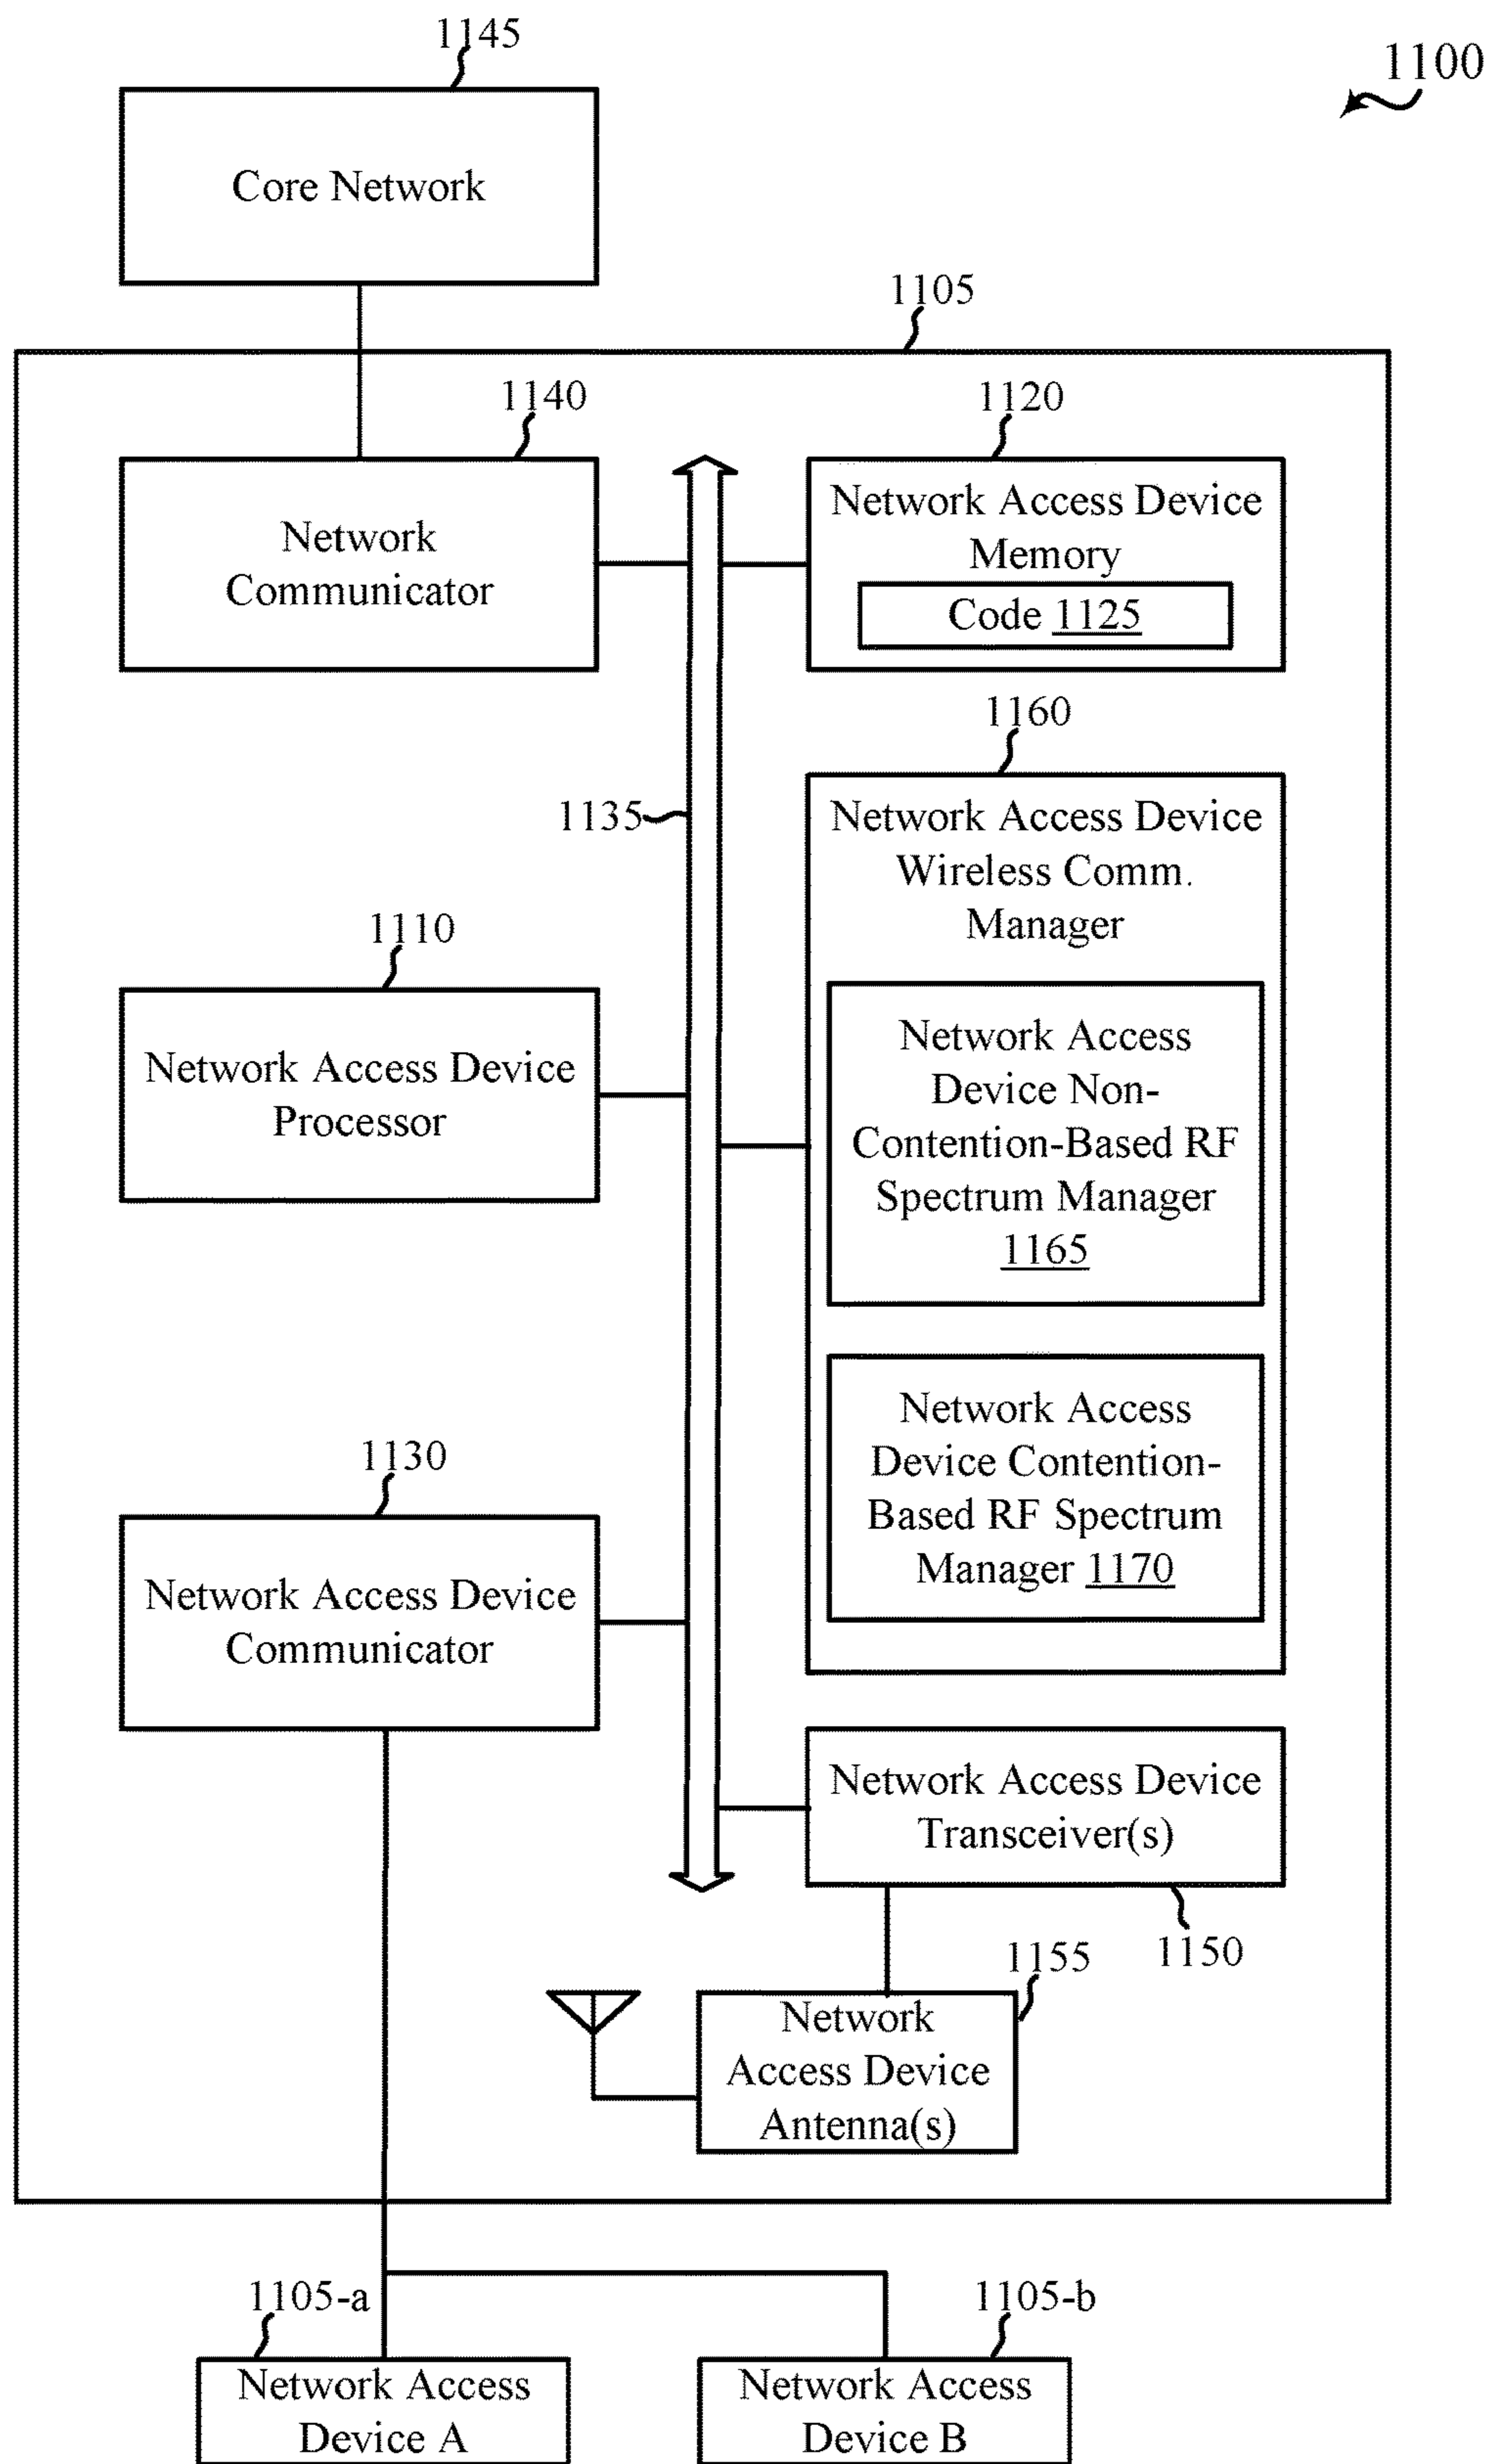 1145
1100
Core Network
1105
1140
1120
Network
Communicator
Network Access Device
Memory
Code 1125
1160
1135
Network Access Device
Wireless Comm.
Manager
1110
Network Access Device
Processor
Network Access
Device Non-
Contention-Based RF
Spectrum Manager
1165
Network Access
Device Contention-
Based RF Spectrum
Manager 1170
1130
Network Access Device
Communicator
Network Access Device
Transceiver(s)
1150
1155
Network
Access Device
Antenna(s)
1105-a
1105-b
Network Access
Device A
Network Access
Device B